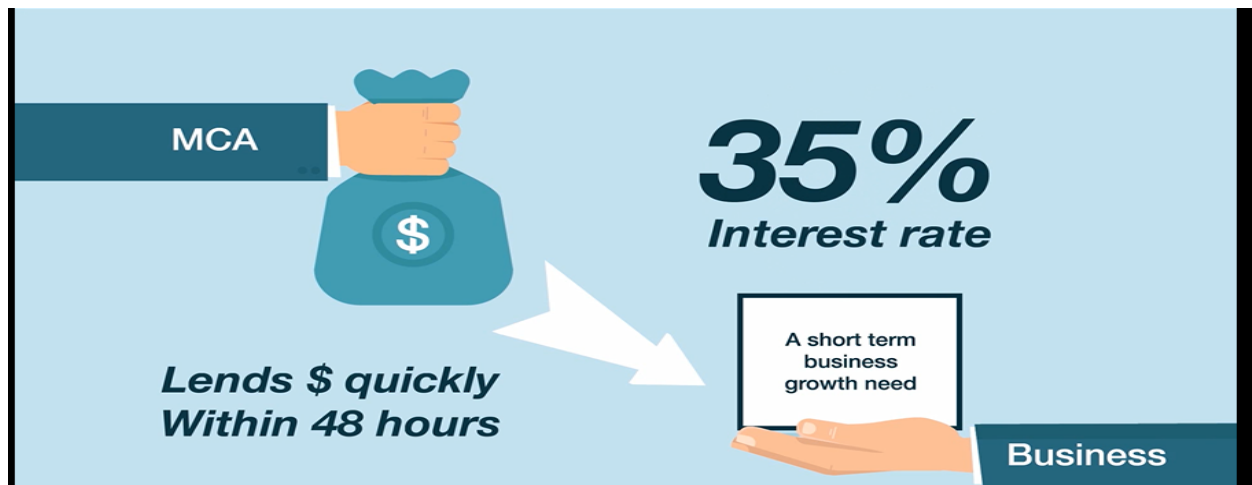 MCA
$
35%
Interest rate
Lends $ quickly
Within 48 hours
A short term
business
growth need
Business